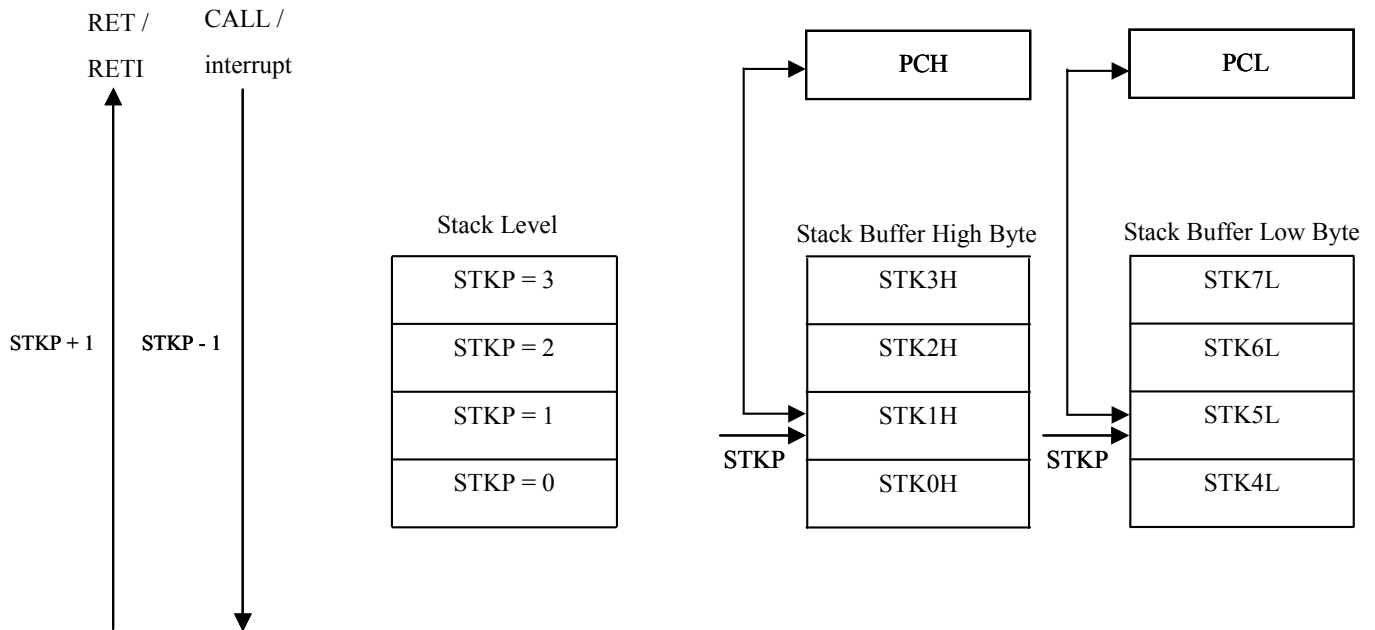 RET /
RETI
CALL /
interrupt
PCH
PCL
Stack Level
Stack Buffer High Byte
Stack Buffer Low Byte
STKP = 3
STK3H
STK7L
STKP + 1
STKP - 1
STKP = 2
STK2H
STK6L
STKP = 1
STK1H
STK5L
STKP
STKP
STKP = 0
STK0H
STK4L